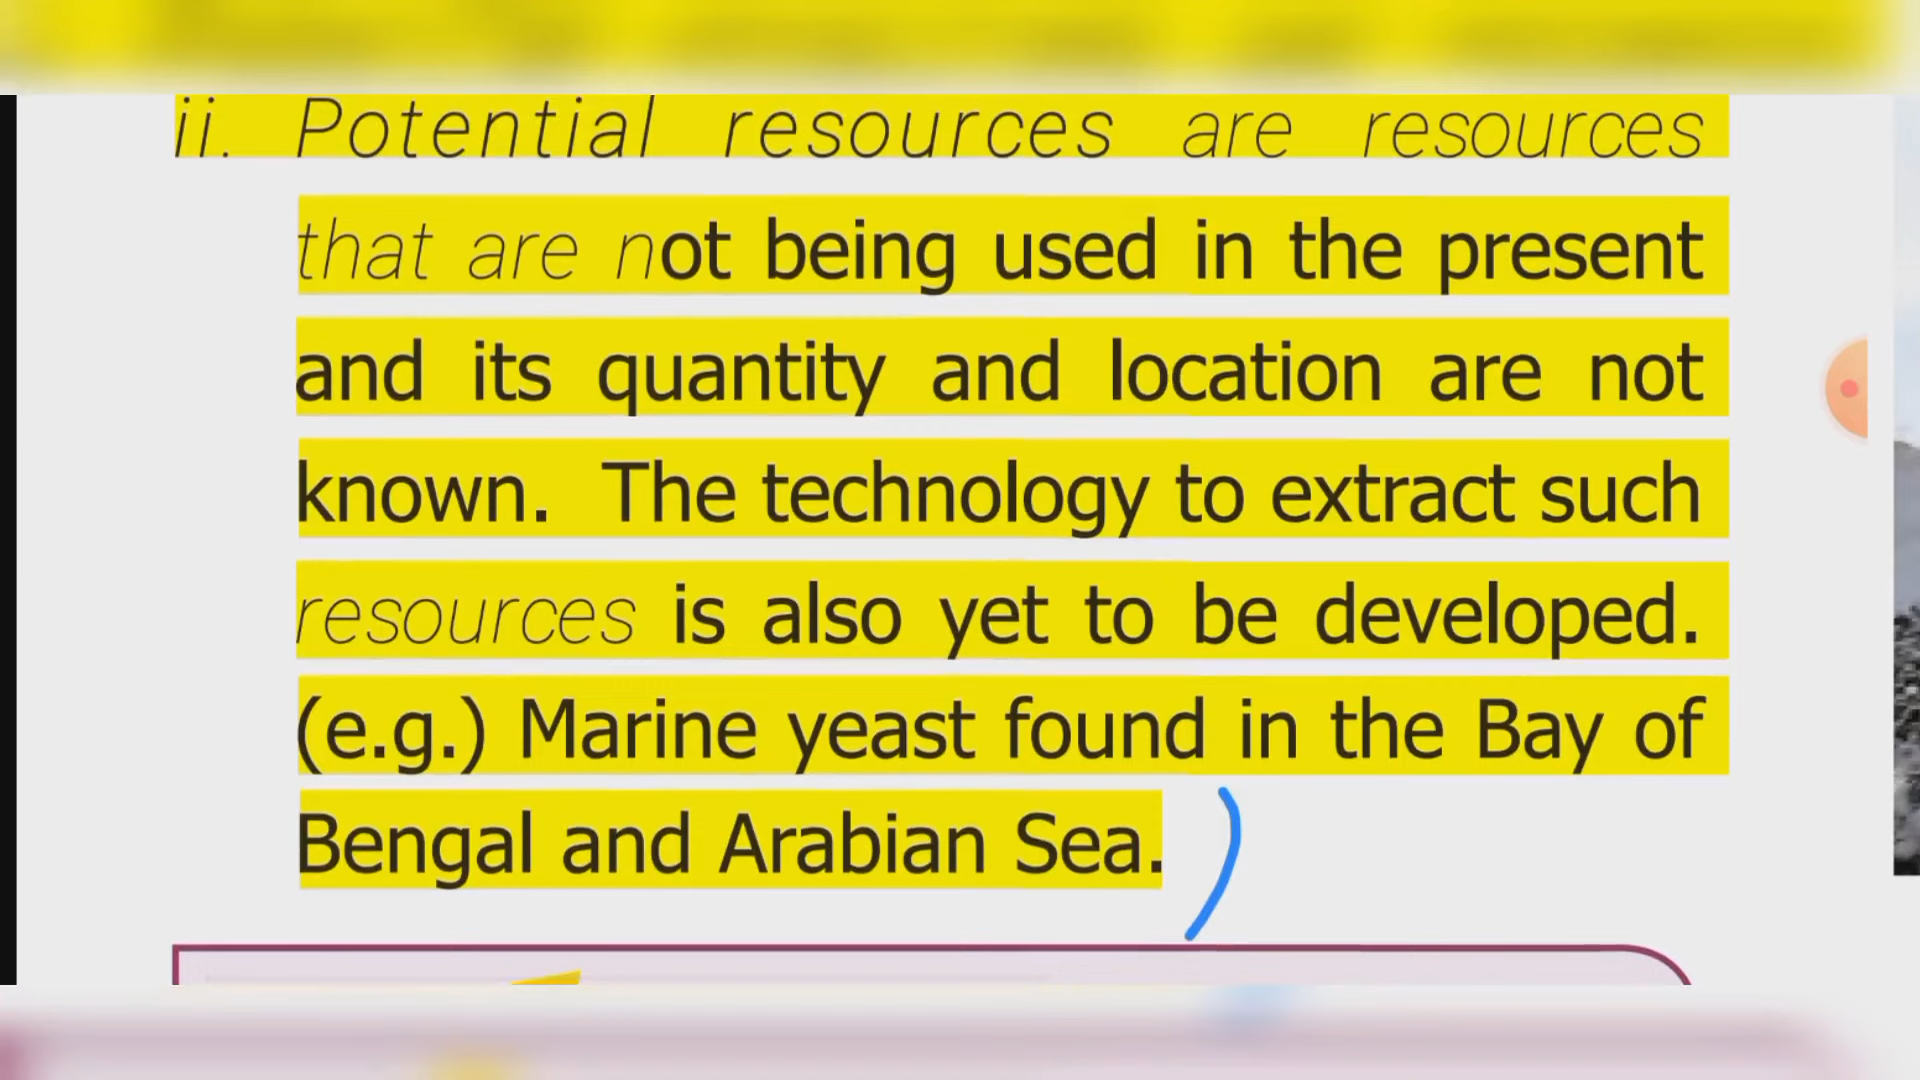 ii. Potential resources are resources
that are not being used in the present
and its quantity and location are not
known. The technology to extract such
resources is also yet to be developed.
(e.g.) Marine yeast found in the Bay of
Bengal and Arabian Sea.